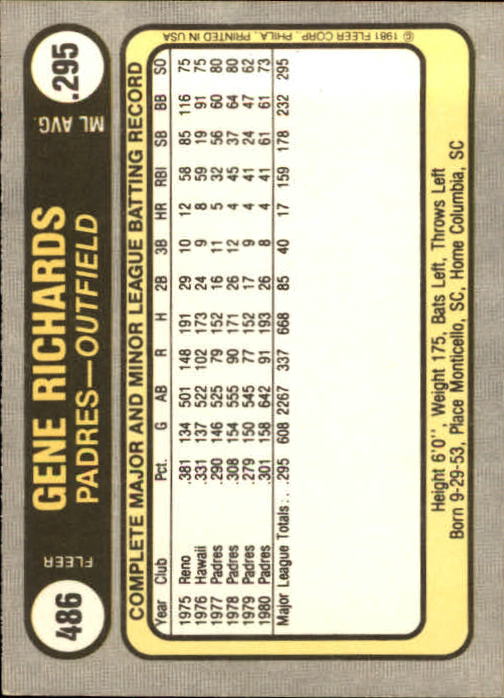 486
FLEER
GENE RICHARDS
PADRES—OUTFIELD
ML AVG.
.295
COMPLETE MAJOR AND MINOR LEAGUE BATTING RECORD
Year Club Pct. G AB R H 2B 3B HR RBI SB BB SO
1975 Reno .381 134 501 148 191 29 10 12 58 85 116 75
1976 Hawaii .331 137 522 102 173 24 9 8 59 19 91 75
1977 Padres .290 146 525 79 152 16 11 5 32 56 60 80
1978 Padres .308 154 555 90 171 26 12 4 45 37 64 80
1979 Padres .279 150 545 77 152 17 9 4 41 24 47 62
1980 Padres .301 158 642 91 193 26 8 4 41 61 61 73
Major League Totals: . .295 608 2267 337 668 85 40 17 159 178 232 295
Height 6'0'', Weight 175, Bats Left, Throws Left
Born 9-29-53, Place Monticello, SC, Home Columbia, SC
© 1981 FLEER CORP., PHILA., PRINTED IN USA